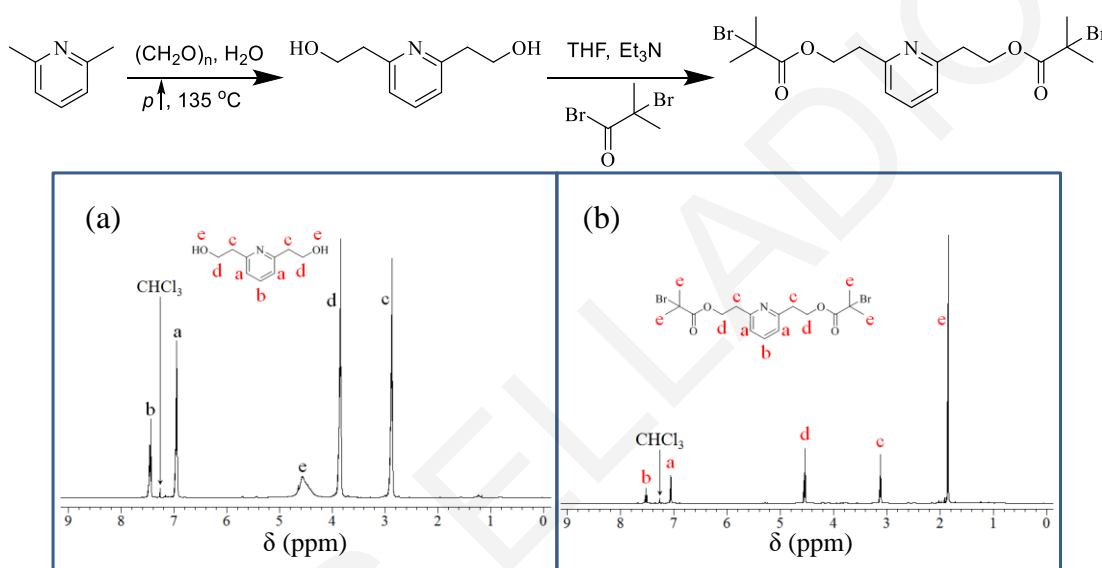 N
(CH₂O)ₙ, H₂O
p↑, 135 °C
HO N OH
THF, Et₃N
Br
Br
O
Br O N O Br
O O
(a)
e c c e
HO N OH
d a a d
b
CHCl₃
b
a
e
d
c
9 8 7 6 5 4 3 2 1 0
δ (ppm)
(b)
e e
Br O c N c O Br
e O d a a d O e
b
CHCl₃
b
a
d
c
e
9 8 7 6 5 4 3 2 1 0
δ (ppm)
ELLADIO